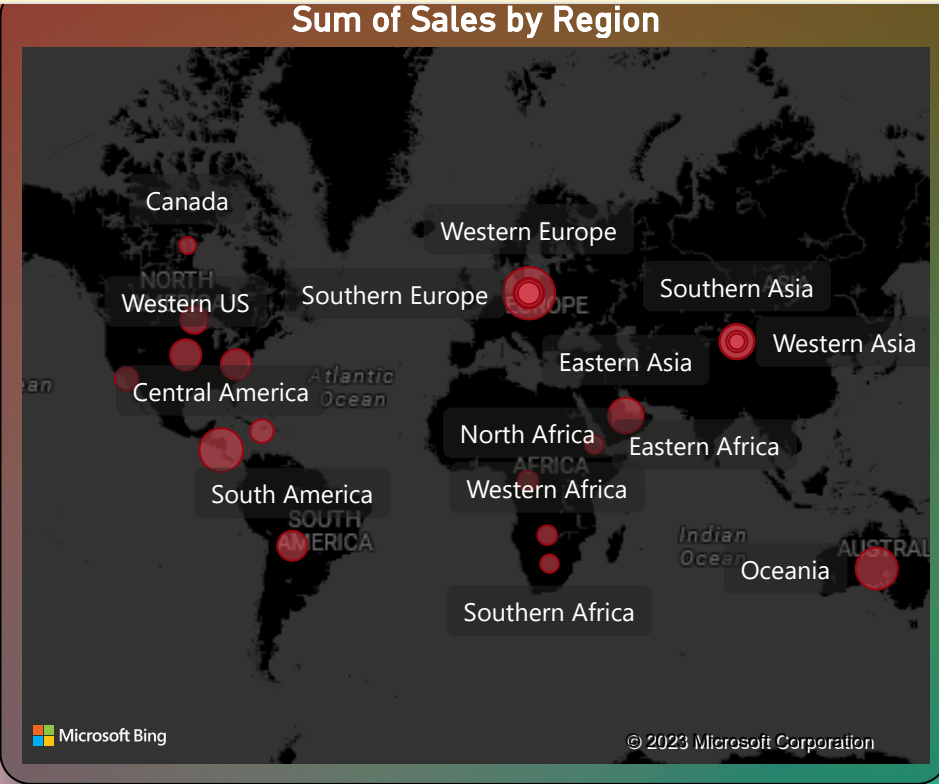 Sum of Sales by Region
Canada
Western Europe
NORTH
Southern Asia
Western US
Southern Europe
EUROPE
Western Asia
Eastern Asia
ean
Atlantic
Ocean
Central America
North Africa
Eastern Africa
AFRICA
Western Africa
South America
SOUTH
AMERICA
Indian
Ocean
AUSTRAL
Oceania
Southern Africa
Microsoft Bing
© 2023 Microsoft Corporation